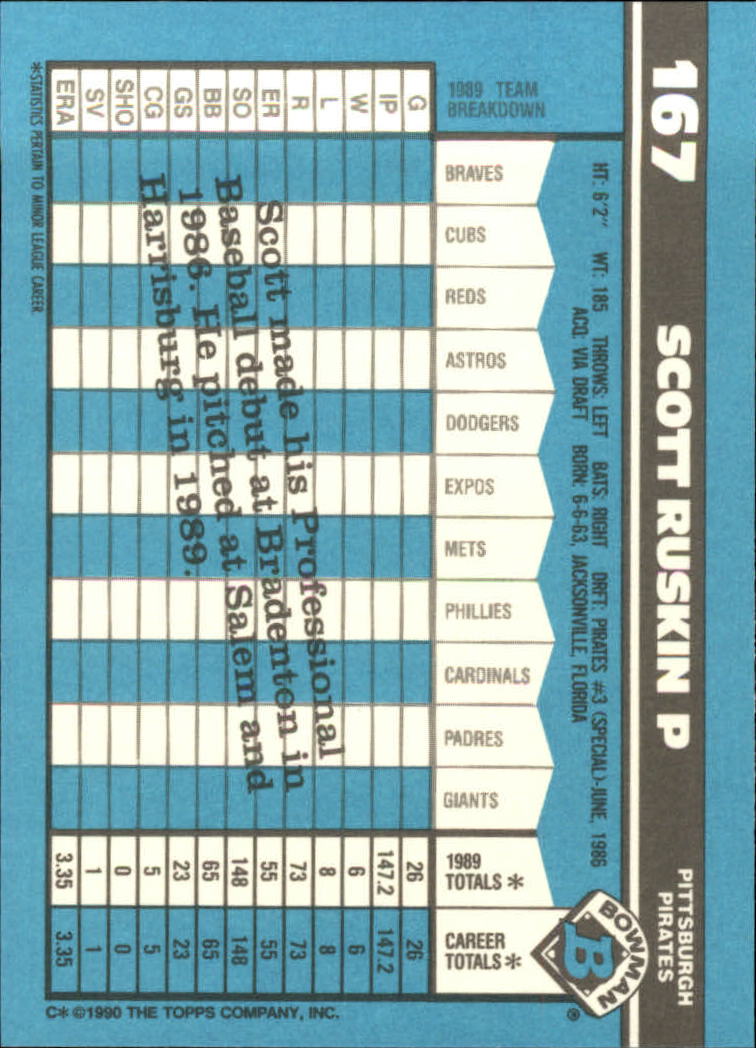 167 SCOTT RUSKIN P PITTSBURGH
PIRATES
HT: 6'2" WT: 185 THROWS: LEFT BATS: RIGHT DRFT: PIRATES #3 (SPECIAL)-JUNE, 1986
ACQ: VIA DRAFT BORN: 6-6-63, JACKSONVILLE, FLORIDA
BOWMAN
B
®
1989 TEAM
BREAKDOWN
BRAVES CUBS REDS ASTROS DODGERS EXPOS METS PHILLIES CARDINALS PADRES GIANTS 1989 TOTALS * CAREER TOTALS *
G 26 26
IP 147.2 147.2
W 6 6
L 8 8
R 73 73
ER 55 55
SO 148 148
BB 65 65
GS 23 23
CG 5 5
SHO 0 0
SV 1 1
ERA 3.35 3.35
Scott made his Professional
Baseball debut at Bradenton in
1986. He pitched at Salem and
Harrisburg in 1989.
*STATISTICS PERTAIN TO MINOR LEAGUE CAREER.
C* ©1990 THE TOPPS COMPANY, INC.